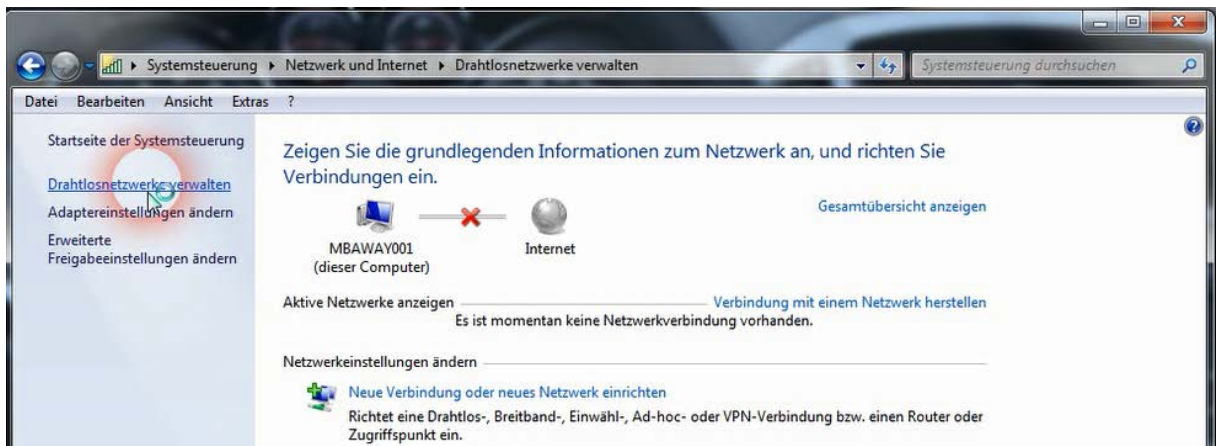 Systemsteuerung ▸ Netzwerk und Internet ▸ Drahtlosnetzwerke verwalten
Systemsteuerung durchsuchen
Datei Bearbeiten Ansicht Extras ?
Startseite der Systemsteuerung
Drahtlosnetzwerke verwalten
Adaptereinstellungen ändern
Erweiterte
Freigabeeinstellungen ändern
Zeigen Sie die grundlegenden Informationen zum Netzwerk an, und richten Sie
Verbindungen ein.
Gesamtübersicht anzeigen
MBAWAY001
(dieser Computer)
Internet
Aktive Netzwerke anzeigen
Verbindung mit einem Netzwerk herstellen
Es ist momentan keine Netzwerkverbindung vorhanden.
Netzwerkeinstellungen ändern
Neue Verbindung oder neues Netzwerk einrichten
Richtet eine Drahtlos-, Breitband-, Einwähl-, Ad-hoc- oder VPN-Verbindung bzw. einen Router oder
Zugriffspunkt ein.